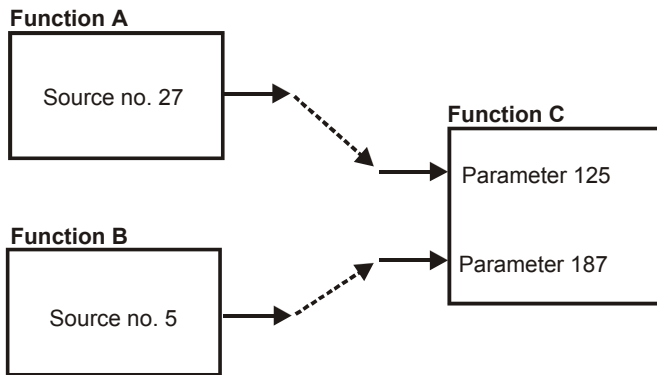 Function A
Source no. 27
Function C
Parameter 125
Function B
Parameter 187
Source no. 5